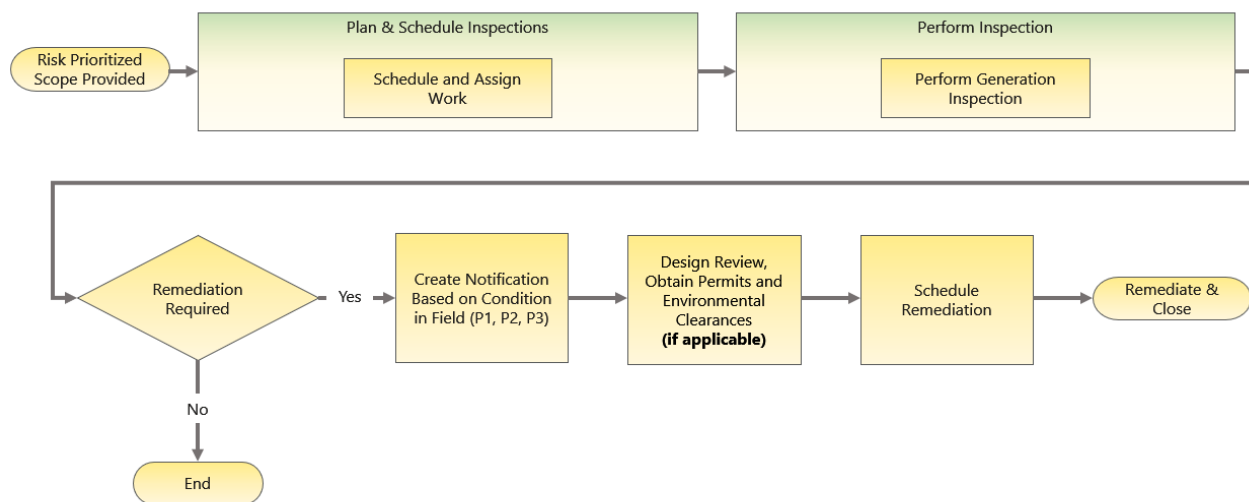 Plan & Schedule Inspections
Perform Inspection
Risk Prioritized
Scope Provided
Schedule and Assign
Work
Perform Generation
Inspection
Remediation
Required
Yes
Create Notification
Based on Condition
in Field (P1, P2, P3)
Design Review,
Obtain Permits and
Environmental
Clearances
(if applicable)
Schedule
Remediation
Remediate &
Close
No
End